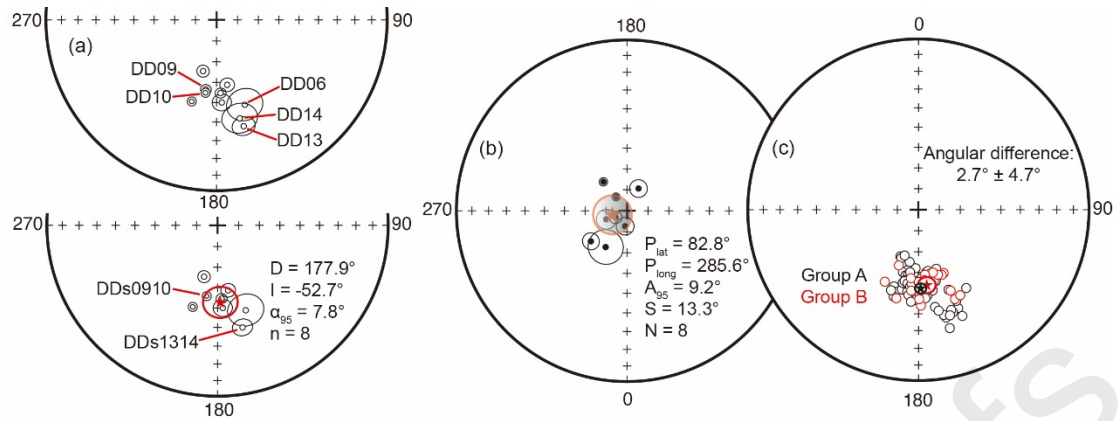 270
90
(a)
DD09
DD10
DD06
DD14
DD13
180
270
90
DDs0910
DDs1314
D = 177.9°
I = -52.7°
α95 = 7.8°
n = 8
180
180
(b)
270
Plat = 82.8°
Plong = 285.6°
A95 = 9.2°
S = 13.3°
N = 8
0
0
(c)
Angular difference:
2.7° ± 4.7°
90
Group A
Group B
180